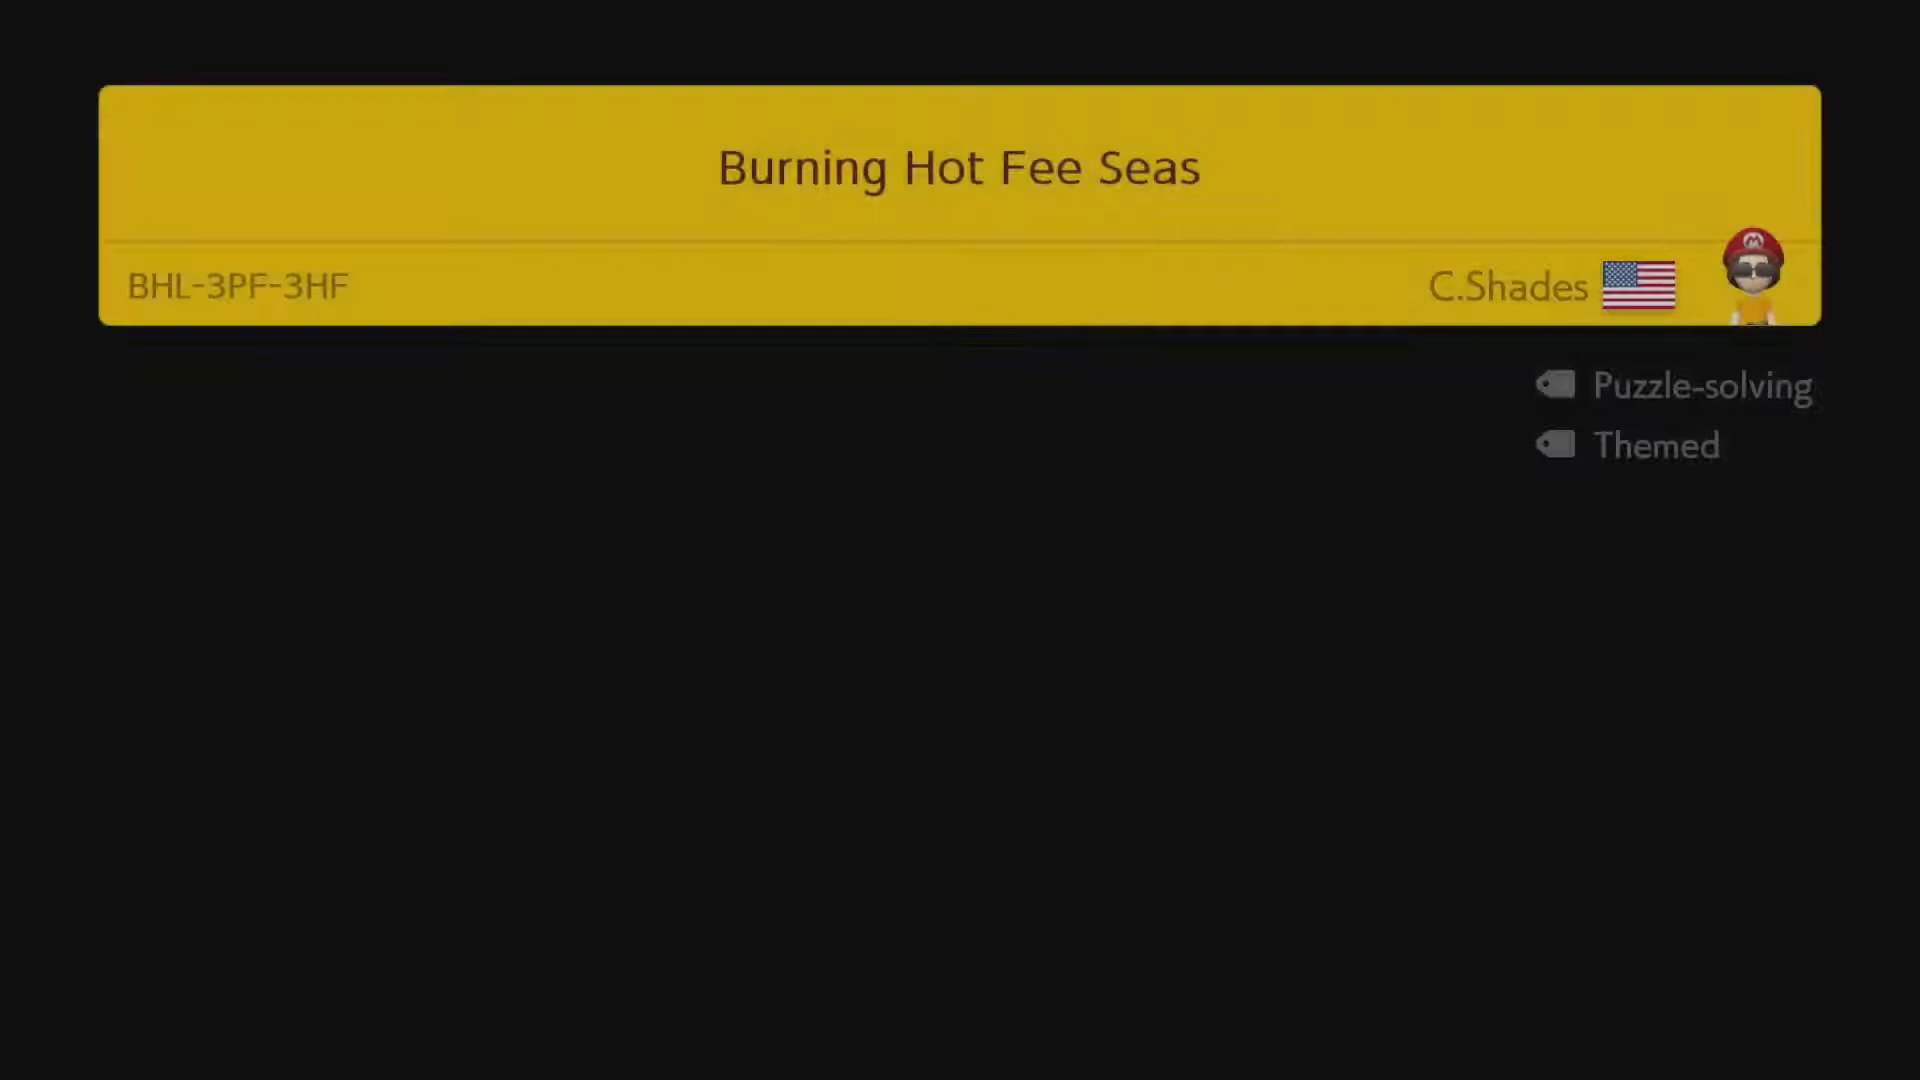 Burning Hot Fee Seas
BHL-3PF-3HF
C.Shades
Puzzle-solving
Themed